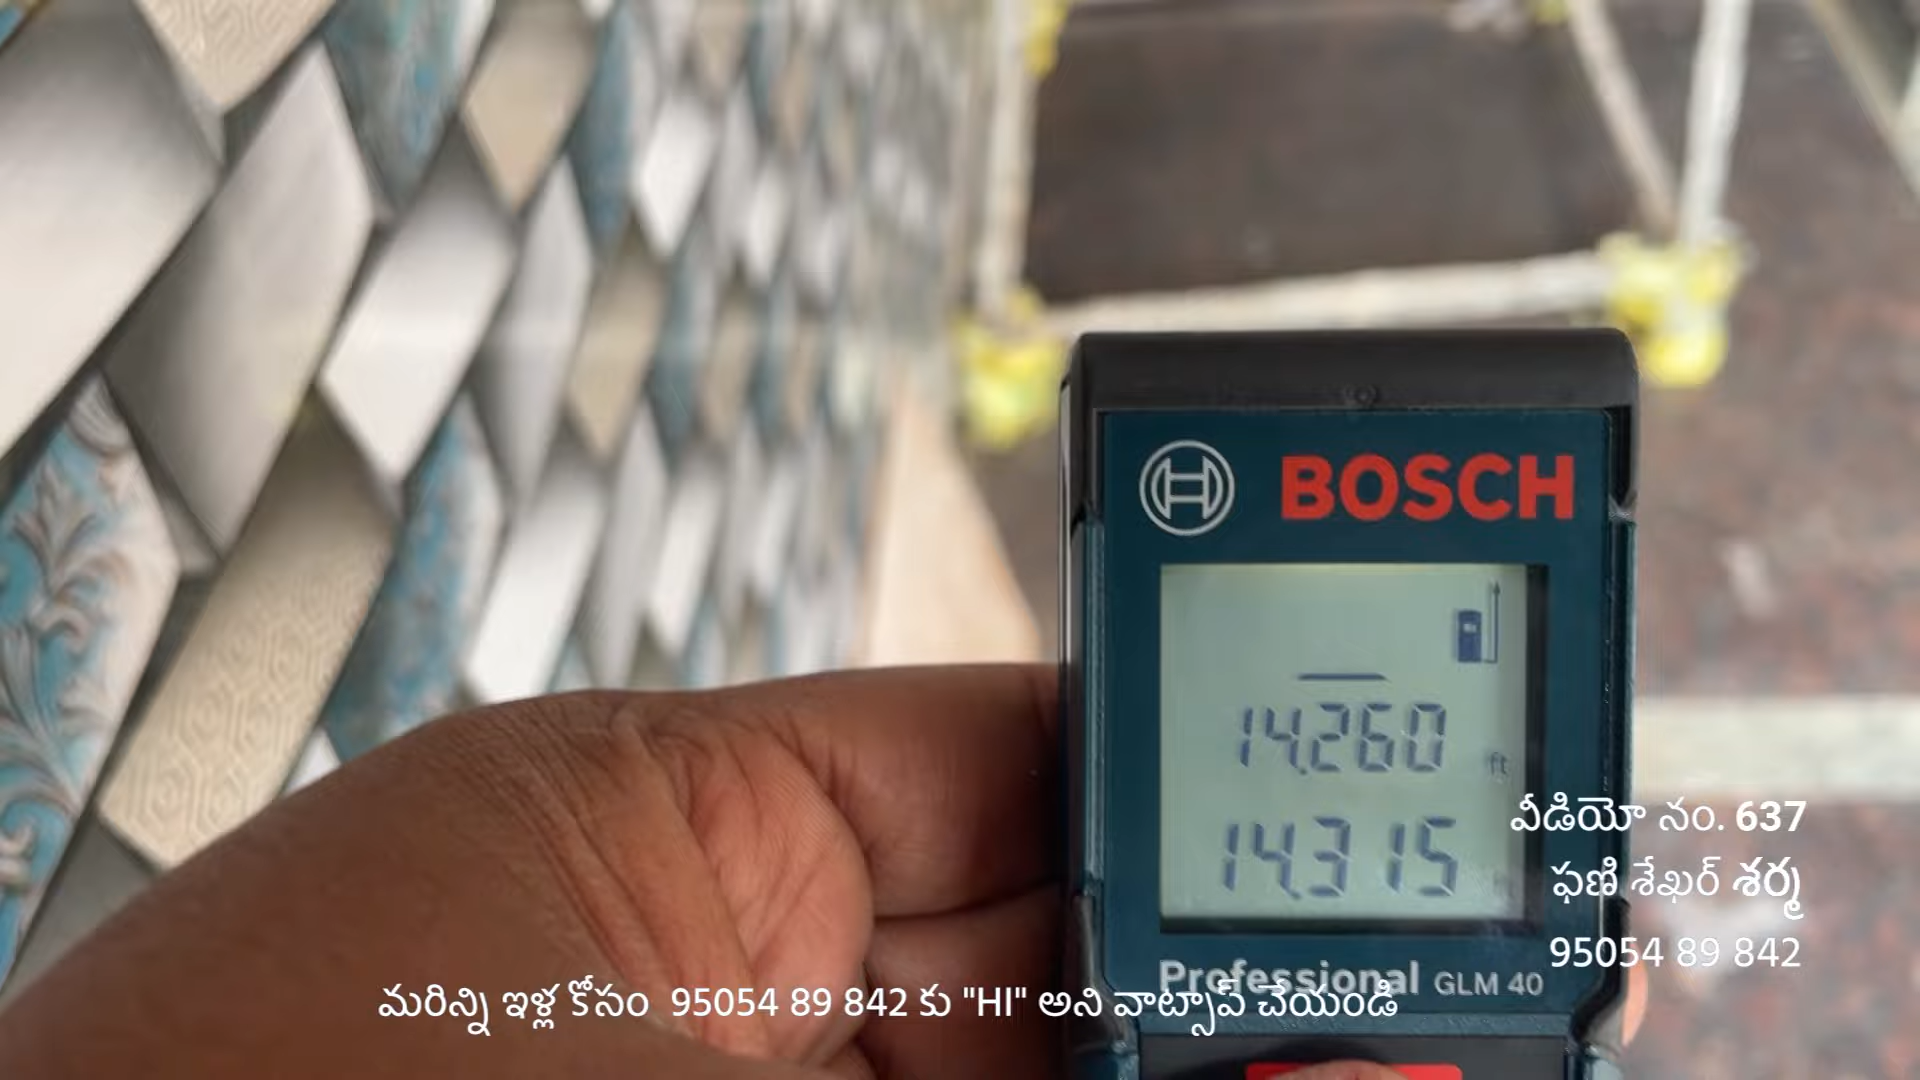 BOSCH
14.260 ft
14.315 ft
వీడియో నం. 637
ఫణి శేఖర్ శర్మ
95054 89 842
Professional GLM 40
మరిన్ని ఇళ్ల కోసం 95054 89 842 కు "HI" అని వాట్సాప్ చేయండి